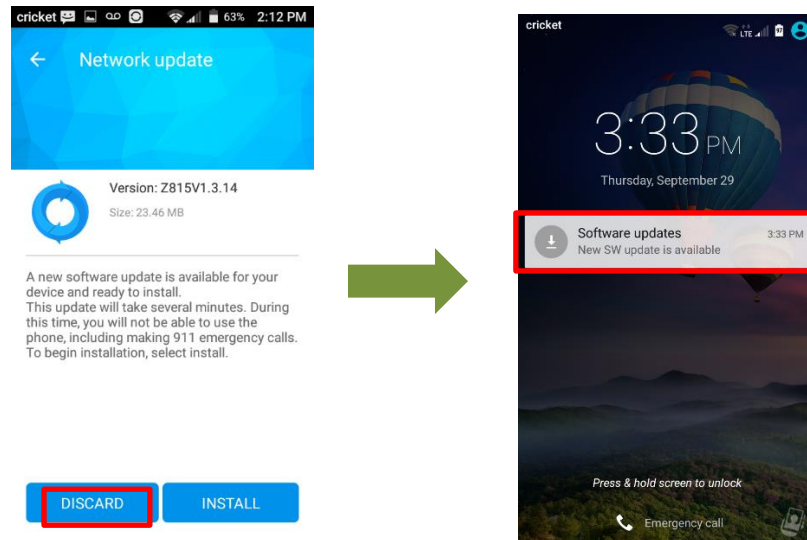 cricket 63% 2:12 PM
Network update
Version: Z815V1.3.14
Size: 23.46 MB
A new software update is available for your
device and ready to install.
This update will take several minutes. During
this time, you will not be able to use the
phone, including making 911 emergency calls.
To begin installation, select install.
DISCARD INSTALL
cricket LTE 97
3:33 PM
Thursday, September 29
Software updates 3:33 PM
New SW update is available
Press & hold screen to unlock
Emergency call